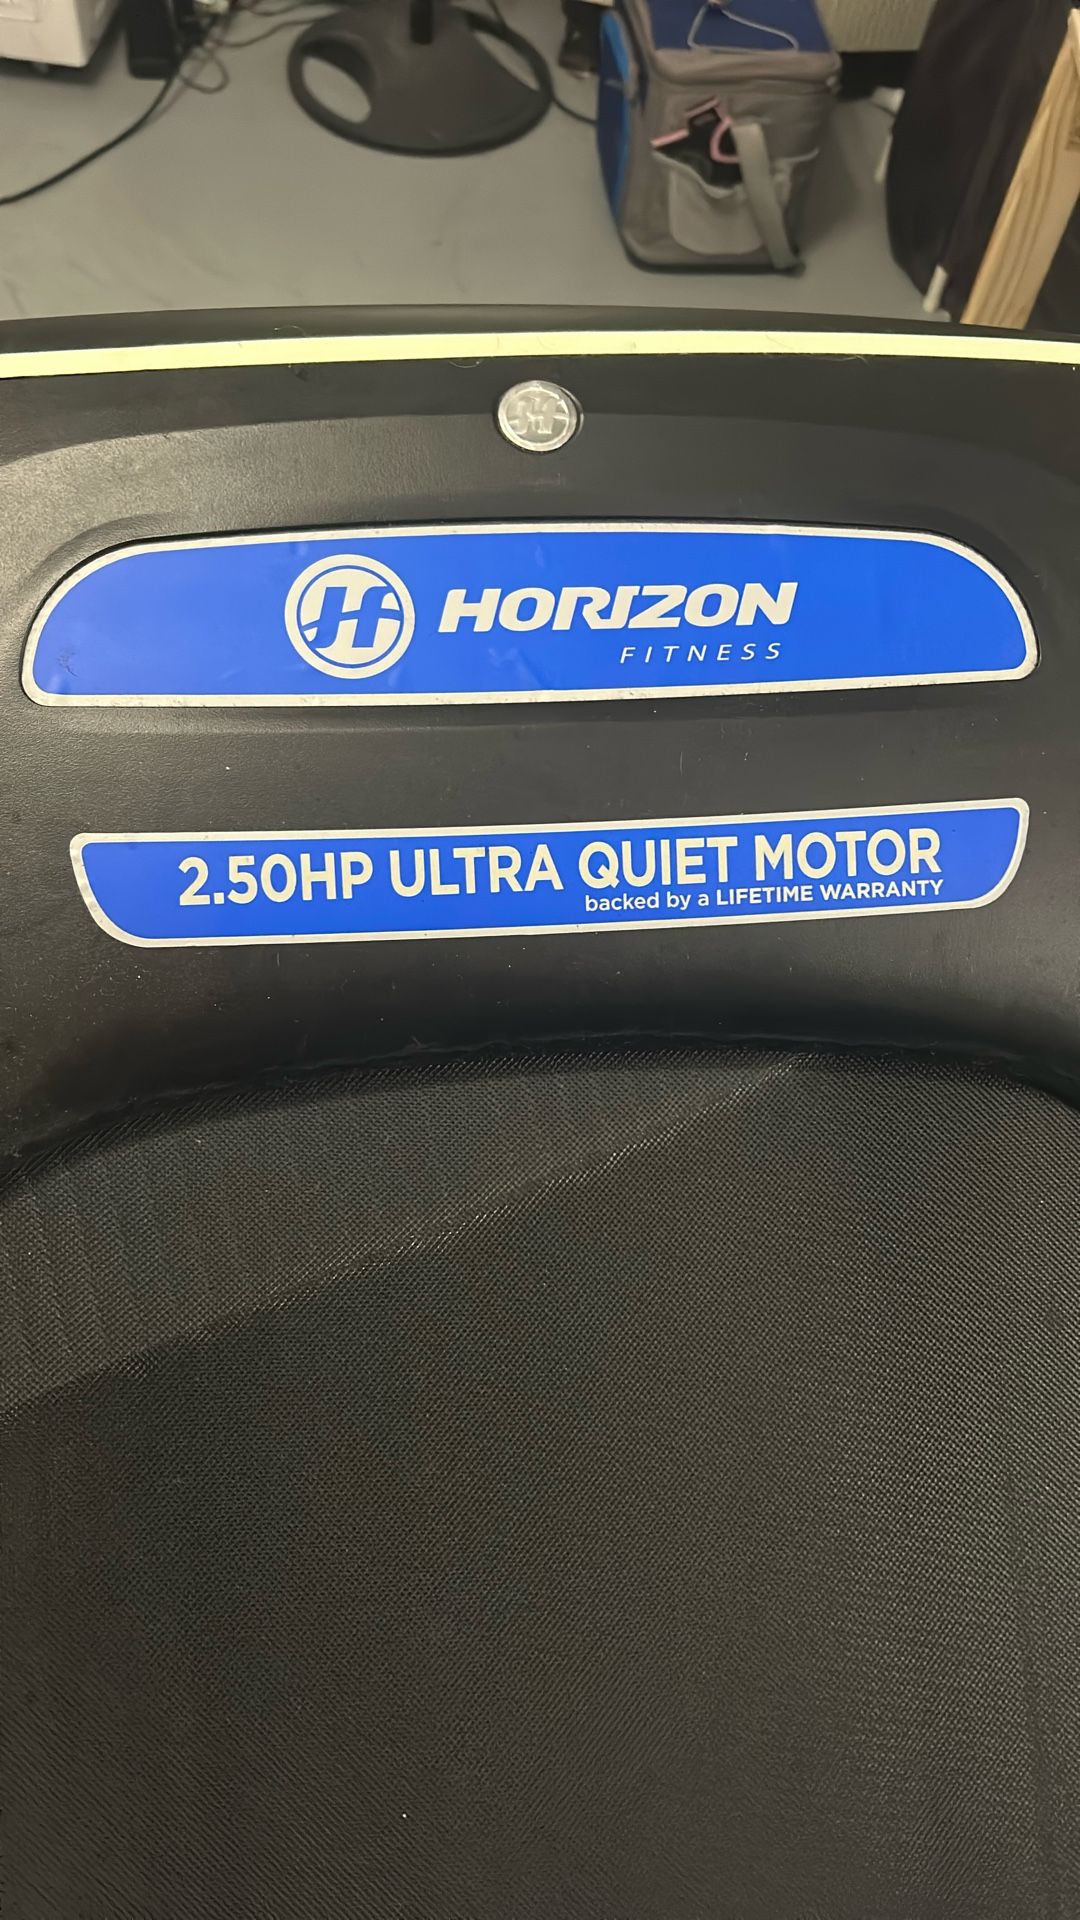 HORIZON
FITNESS
2.50HP ULTRA QUIET MOTOR
backed by a LIFETIME WARRANTY